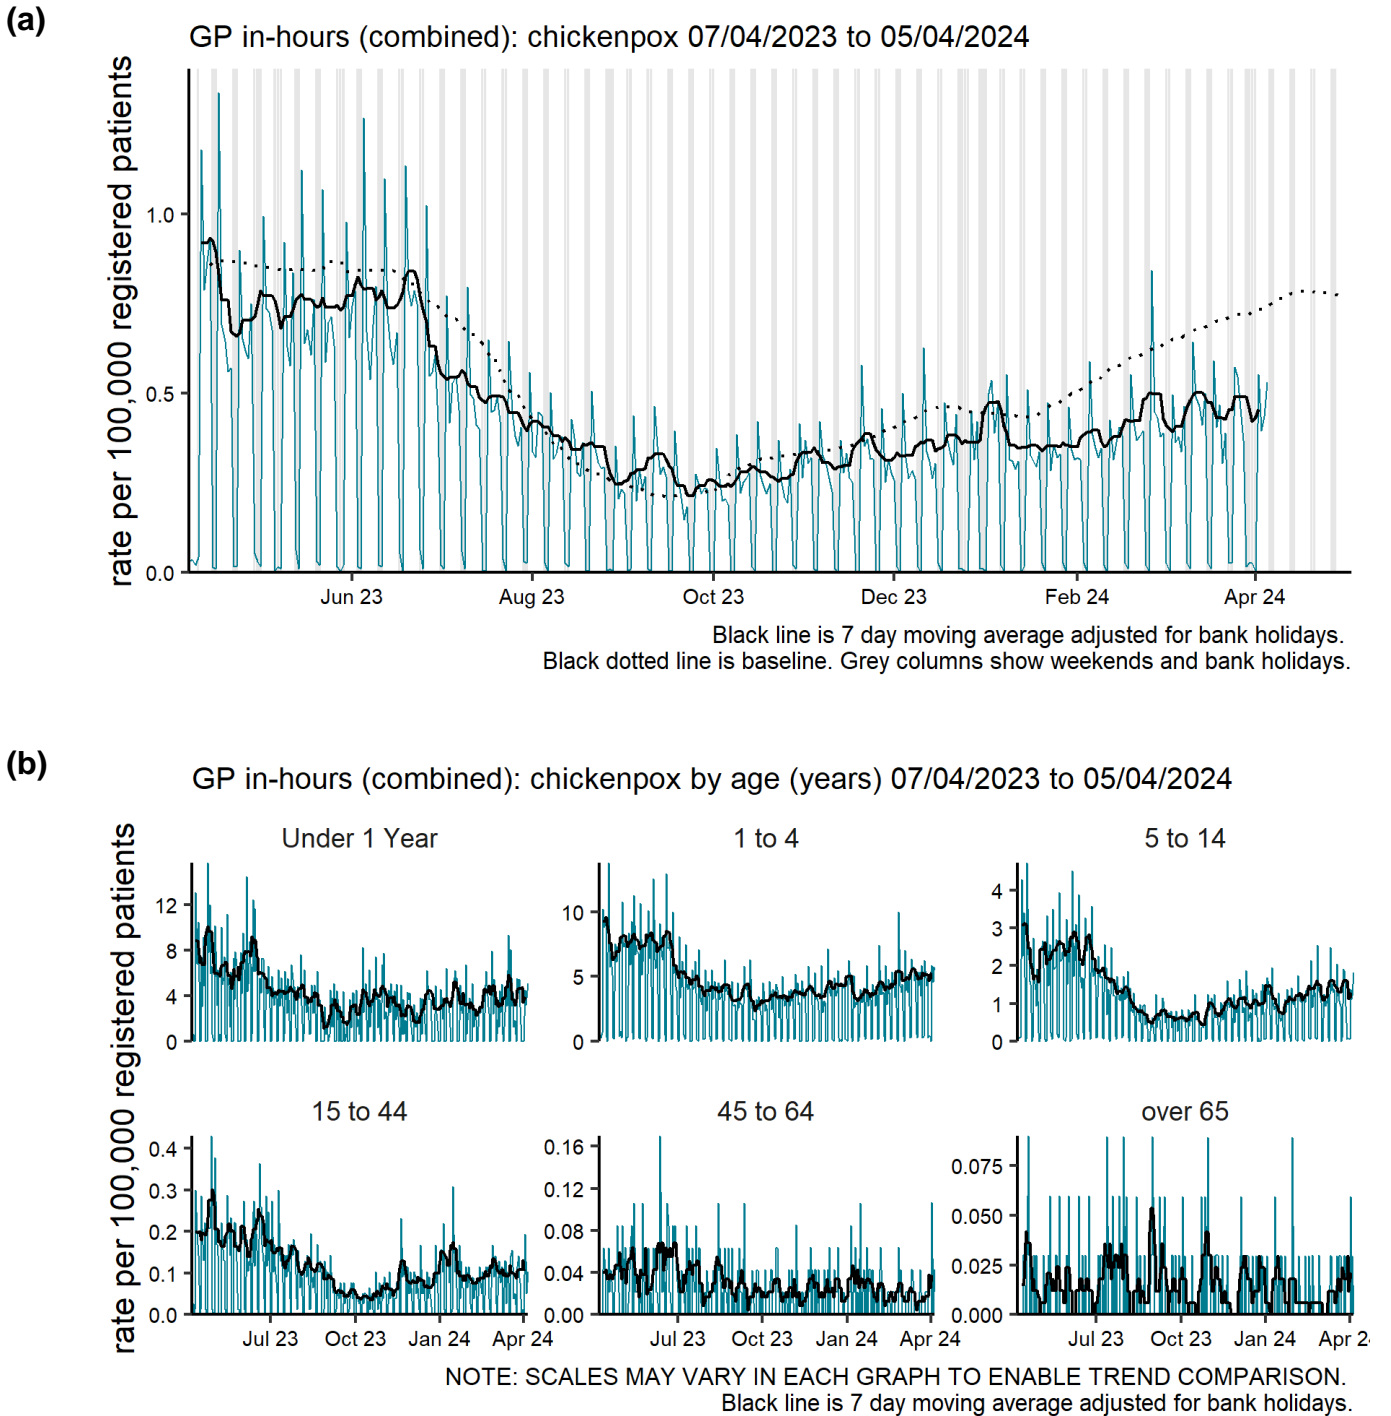 (a)
GP in-hours (combined): chickenpox 07/04/2023 to 05/04/2024
rate per 100,000 registered patients
1.0
0.5
0.0
Jun 23 Aug 23 Oct 23 Dec 23 Feb 24 Apr 24
Black line is 7 day moving average adjusted for bank holidays.
Black dotted line is baseline. Grey columns show weekends and bank holidays.
(b)
GP in-hours (combined): chickenpox by age (years) 07/04/2023 to 05/04/2024
rate per 100,000 registered patients
Under 1 Year
12
8
4
0
1 to 4
10
5
0
5 to 14
4
3
2
1
0
15 to 44
0.4
0.3
0.2
0.1
0.0
Jul 23 Oct 23 Jan 24 Apr 24
45 to 64
0.16
0.12
0.08
0.04
0.00
Jul 23 Oct 23 Jan 24 Apr 24
over 65
0.075
0.050
0.025
0.000
Jul 23 Oct 23 Jan 24 Apr
NOTE: SCALES MAY VARY IN EACH GRAPH TO ENABLE TREND COMPARISON.
Black line is 7 day moving average adjusted for bank holidays.